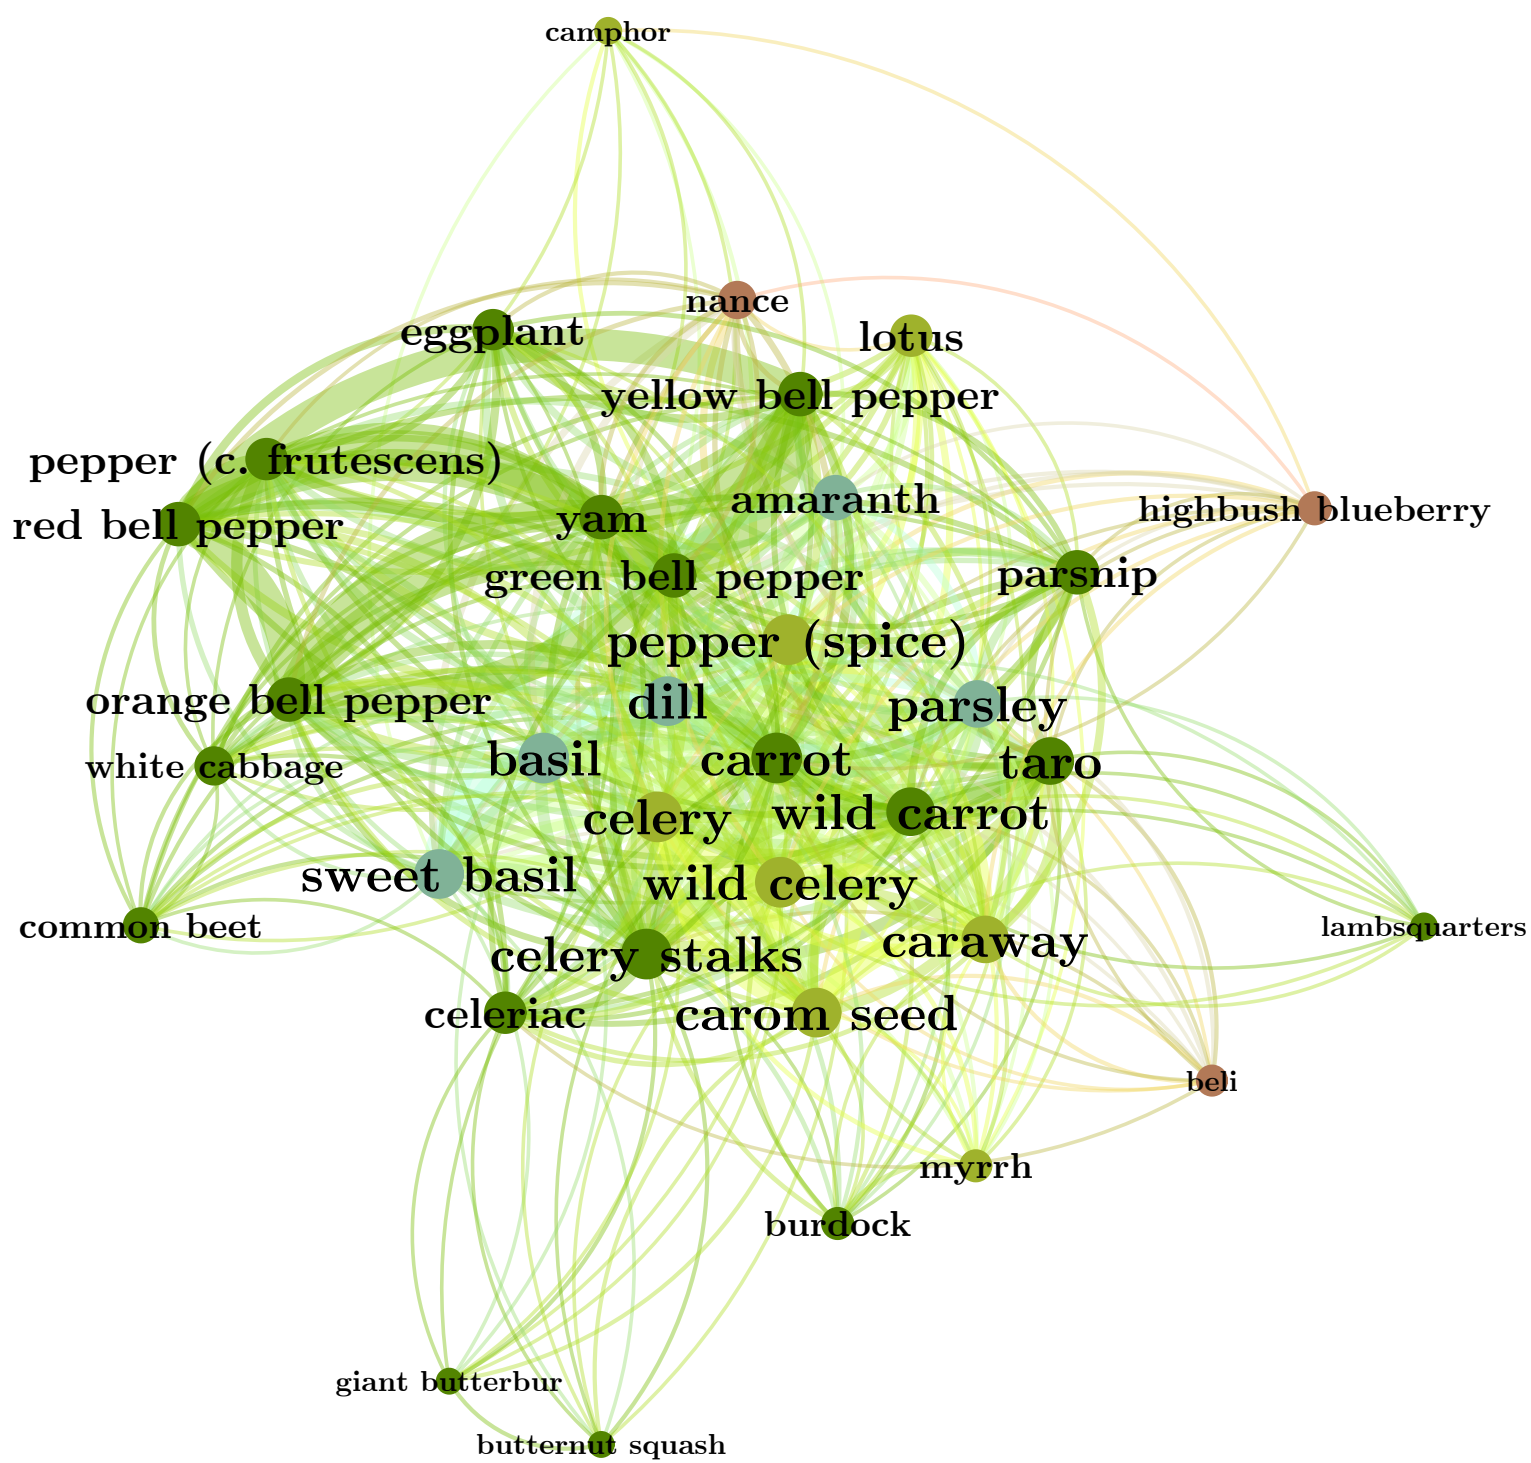 camphor
nance
eggplant
lotus
yellow bell pepper
pepper (c. frutescens)
amaranth
highbush blueberry
red bell pepper
yam
green bell pepper
parsnip
pepper (spice)
orange bell pepper
dill
parsley
white cabbage
basil
carrot
taro
celery
wild carrot
sweet basil
wild celery
common beet
lambsquarters
celery stalks
caraway
celeriac
carom seed
beli
myrrh
burdock
giant butterbur
butternut squash